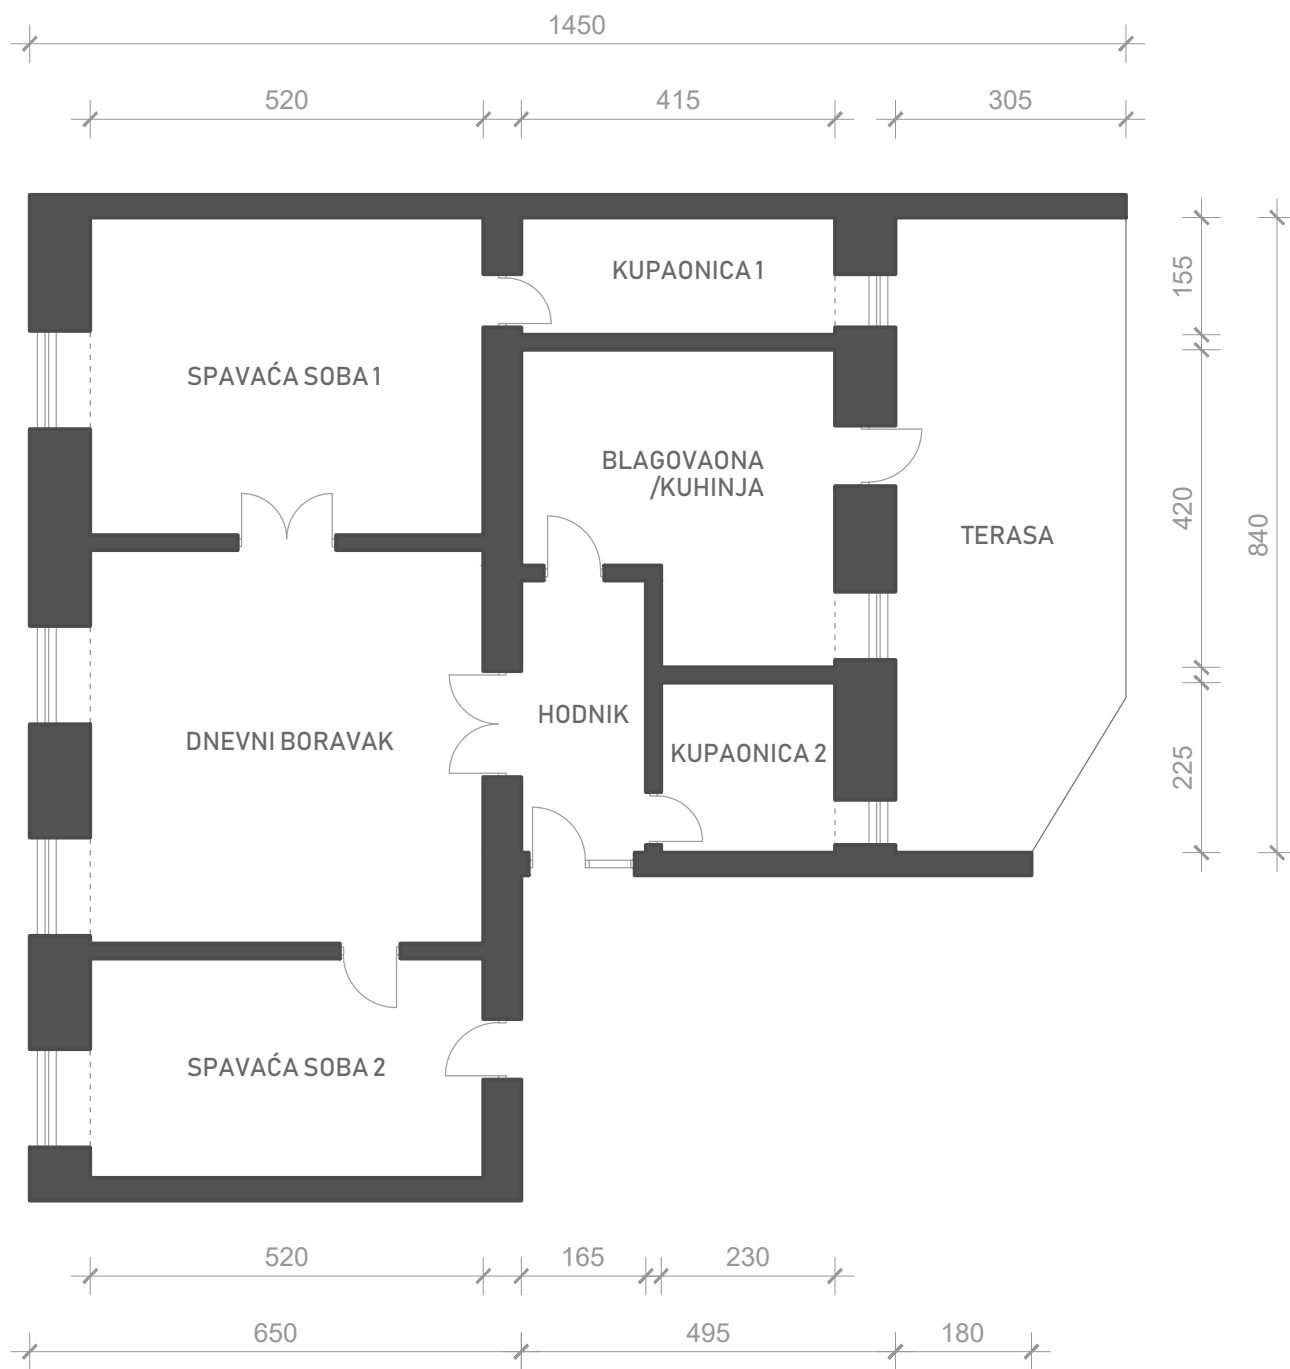 1450
520
415
305
KUPAONICA 1
155
SPAVAĆA SOBA 1
BLAGOVAONA
/KUHINJA
420
840
TERASA
HODNIK
DNEVNI BORAVAK
KUPAONICA 2
225
SPAVAĆA SOBA 2
520
165
230
650
495
180